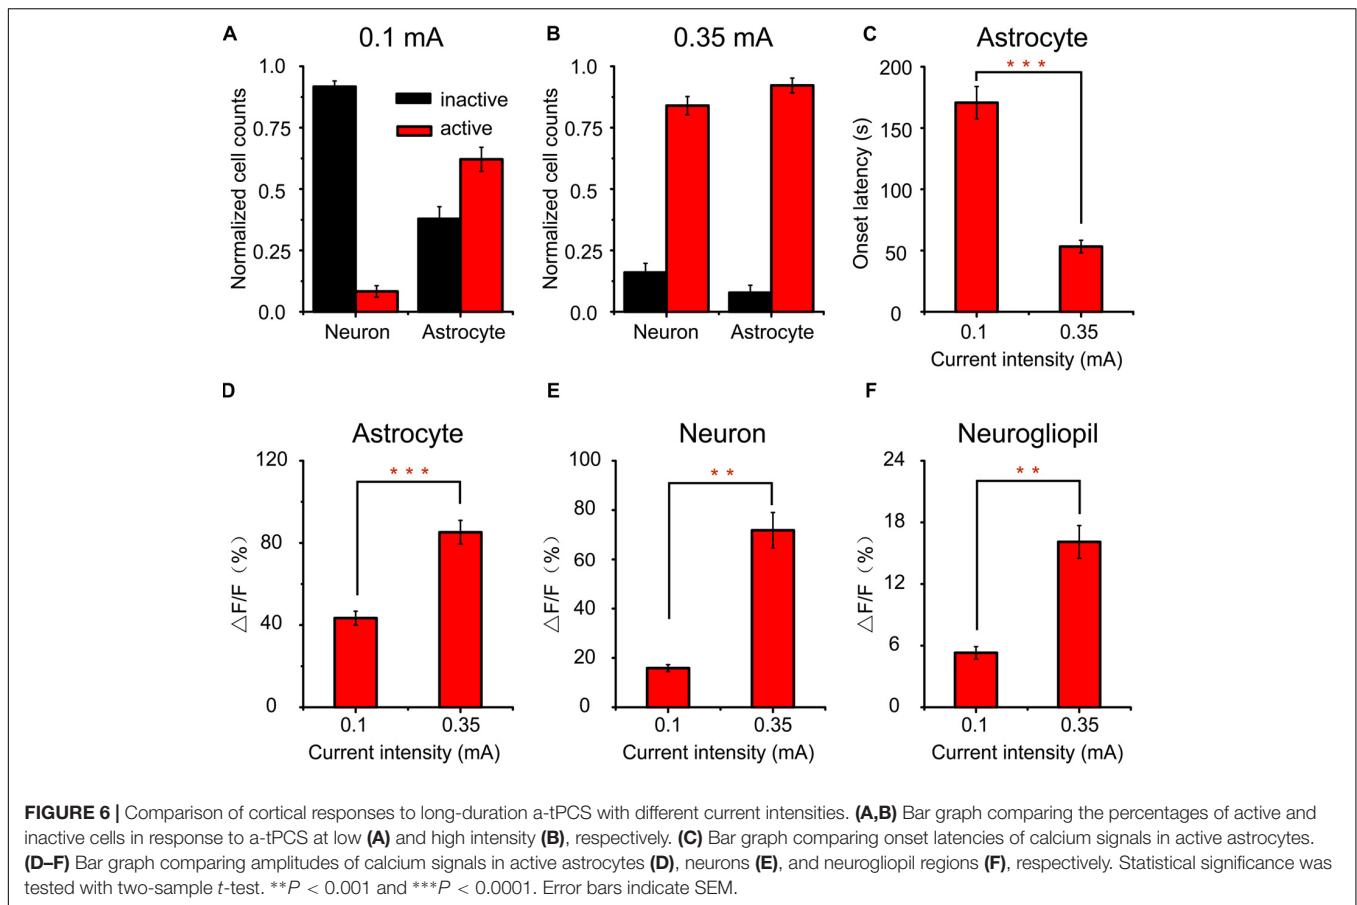 A
0.1 mA
1.0
0.75
0.5
0.25
0.0
Normalized cell counts
inactive
active
Neuron
Astrocyte
B
0.35 mA
1.0
0.75
0.5
0.25
0.0
Normalized cell counts
Neuron
Astrocyte
C
Astrocyte
***
200
150
100
50
0
Onset latency (s)
0.1
0.35
Current intensity (mA)
D
Astrocyte
***
120
80
40
0
△F/F (%)
0.1
0.35
Current intensity (mA)
E
Neuron
**
100
80
60
40
20
0
△F/F (%)
0.1
0.35
Current intensity (mA)
F
Neurogliopil
**
24
18
12
6
0
△F/F (%)
0.1
0.35
Current intensity (mA)
FIGURE 6 | Comparison of cortical responses to long-duration a-tPCS with different current intensities. (A,B) Bar graph comparing the percentages of active and
inactive cells in response to a-tPCS at low (A) and high intensity (B), respectively. (C) Bar graph comparing onset latencies of calcium signals in active astrocytes.
(D–F) Bar graph comparing amplitudes of calcium signals in active astrocytes (D), neurons (E), and neurogliopil regions (F), respectively. Statistical significance was
tested with two-sample t-test. **P < 0.001 and ***P < 0.0001. Error bars indicate SEM.